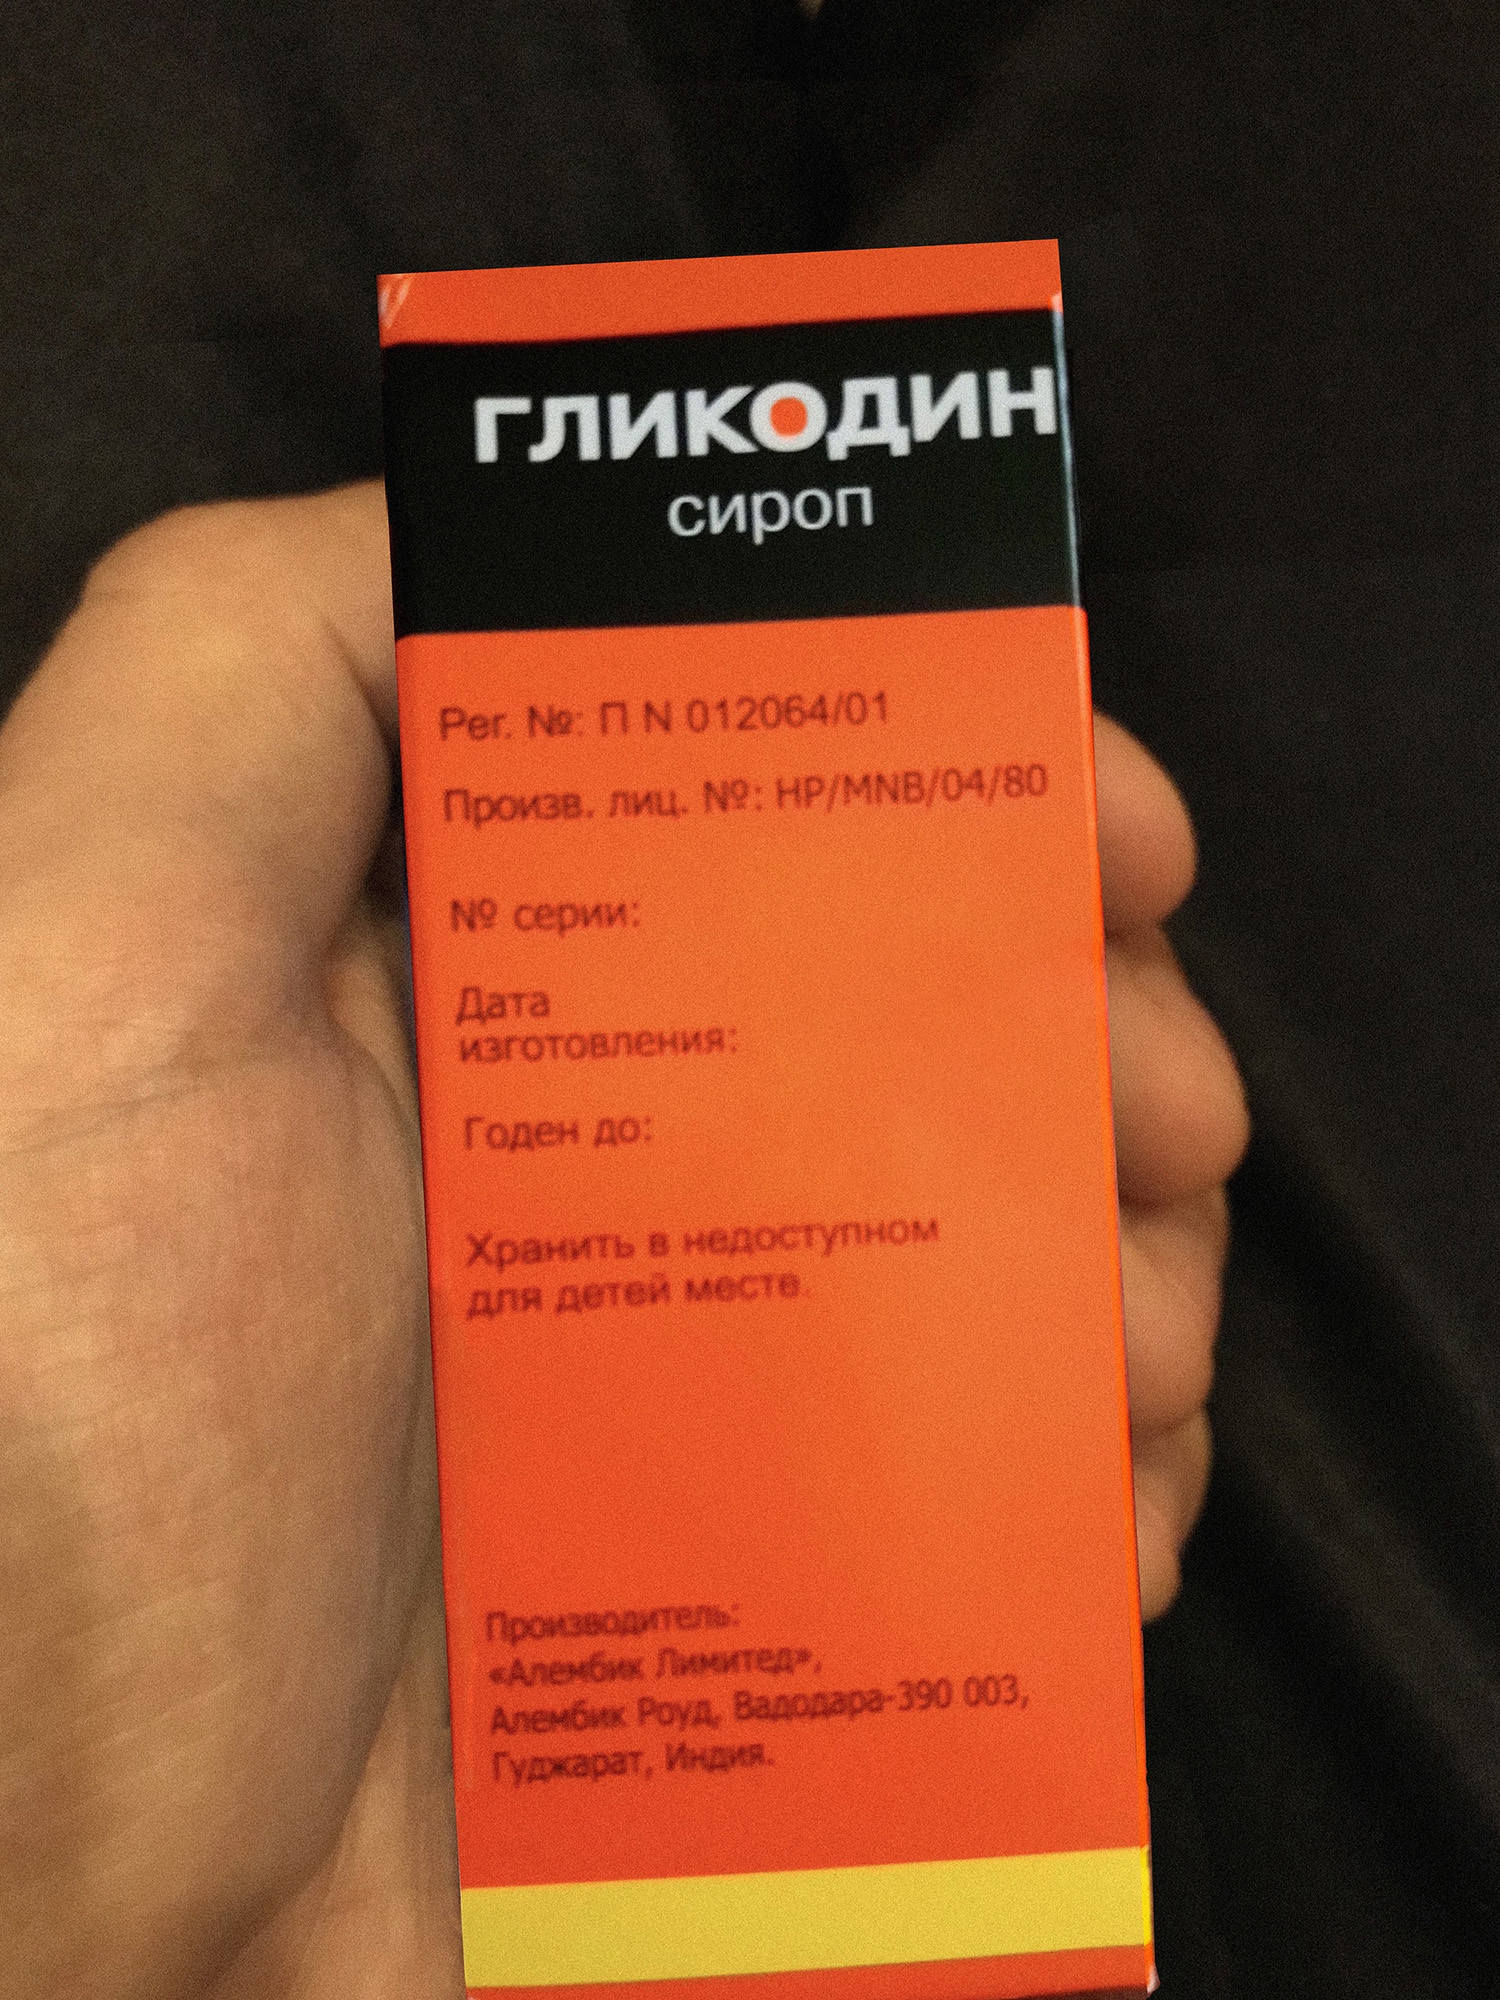 ГЛИКОДИН
сироп
Рег. №: П N 012064/01
Произв. лиц. №: HP/MNB/04/80
№ серии:
Дата
изготовления:
Годен до:
Хранить в недоступном
для детей месте.
Производитель:
«Алембик Лимитед»,
Алембик Роуд, Вадодара-390 003,
Гуджарат, Индия.